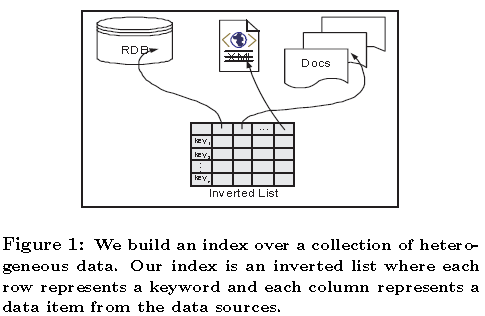 RDB
XML
Docs
...
key₁
key₂
⋮
keyₙ
Inverted List
Figure 1: We build an index over a collection of hetero-
geneous data. Our index is an inverted list where each
row represents a keyword and each column represents a
data item from the data sources.